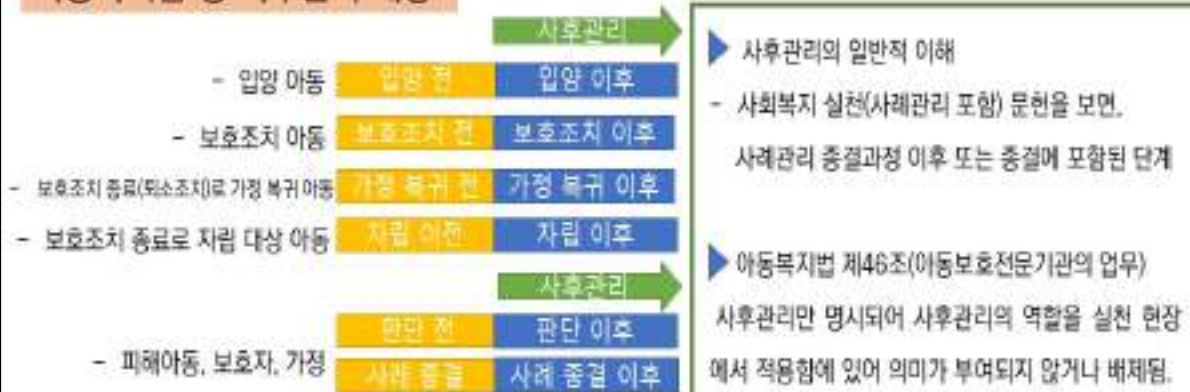 사후관리
- 입양 아동 입양 전 입양 이후
- 보호조치 아동 보호조치 전 보호조치 이후
- 보호조치 종료(퇴소조치)로 가정 복귀 아동 가정 복귀 전 가정 복귀 이후
- 보호조치 종료로 자립 대상 아동 자립 이전 자립 이후
사후관리
판단 전 판단 이후
- 피해아동, 보호자, 가정
사례 종결 사례 종결 이후
사후관리의 일반적 이해
- 사회복지 실천(사례관리 포함) 문헌을 보면,
사례관리 종결과정 이후 또는 종결에 포함된 단계
아동복지법 제46조(아동보호전문기관의 업무)
사후관리만 명시되어 사후관리의 역할을 실천 현장
에서 적용함에 있어 의미가 부여되지 않거나 배제됨.